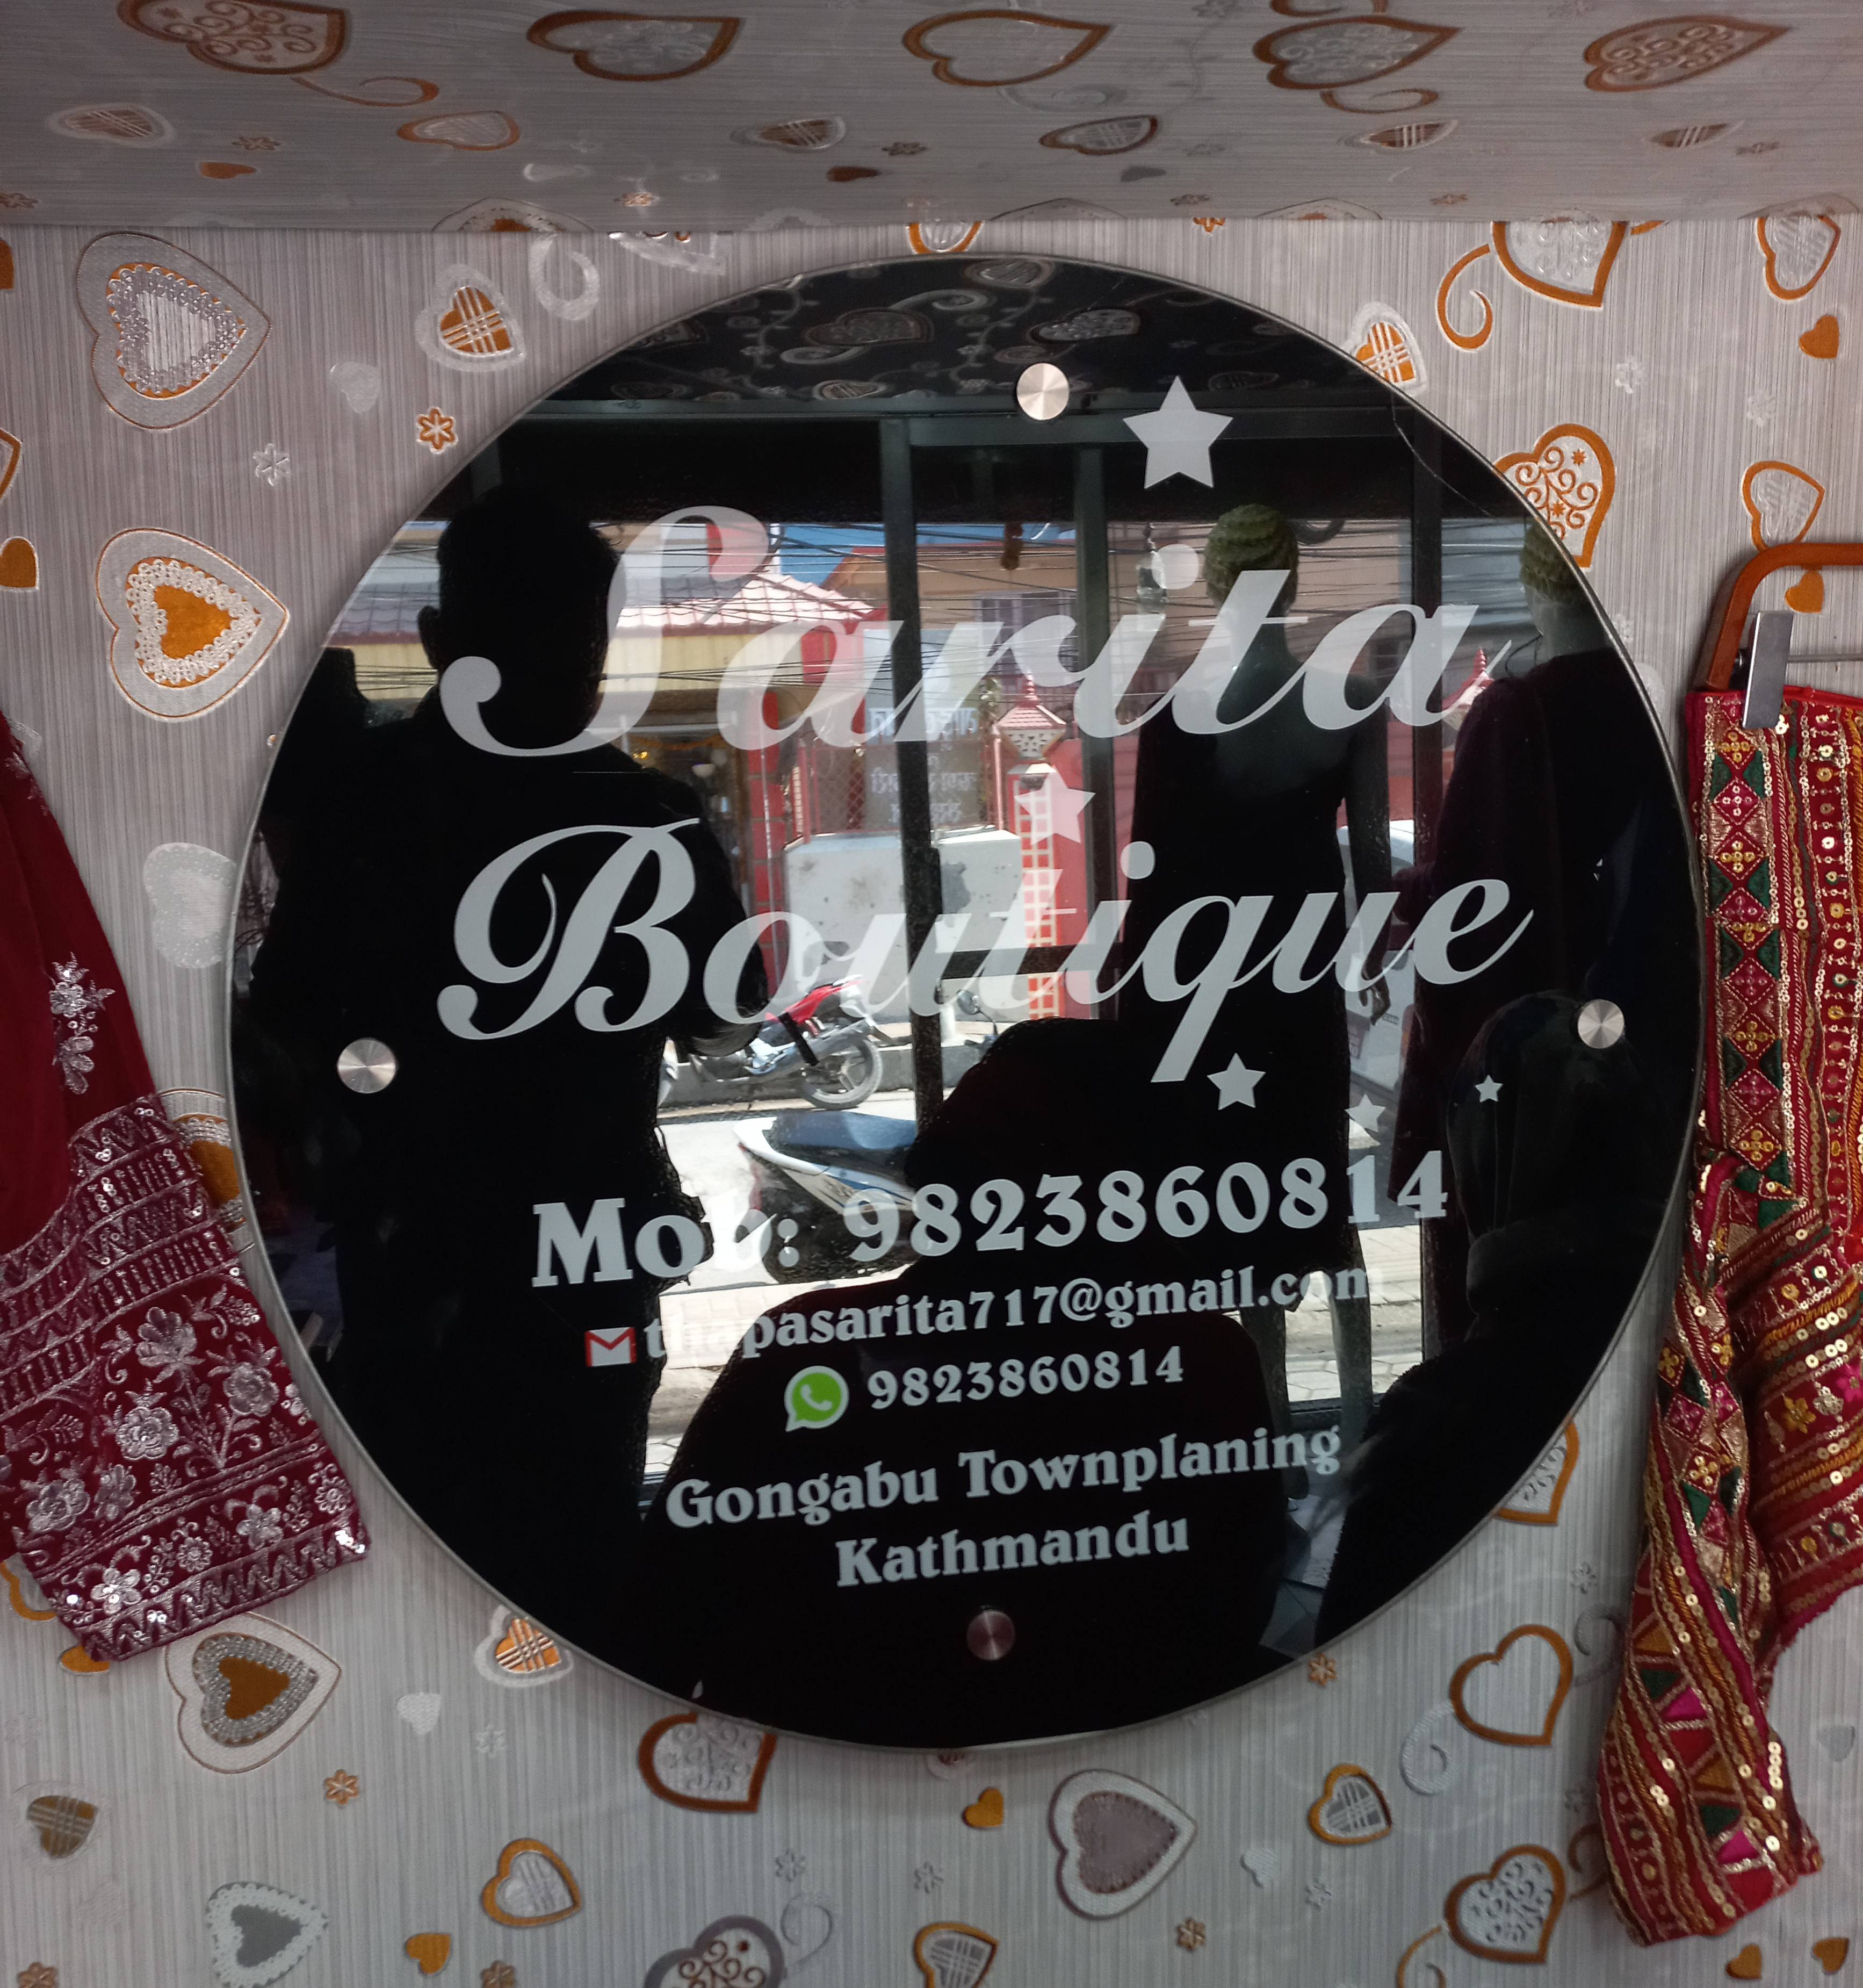 Sarita
Boutique
Mob: 9823860814
thapasarita717@gmail.com
9823860814
Gongabu Townplaning
Kathmandu